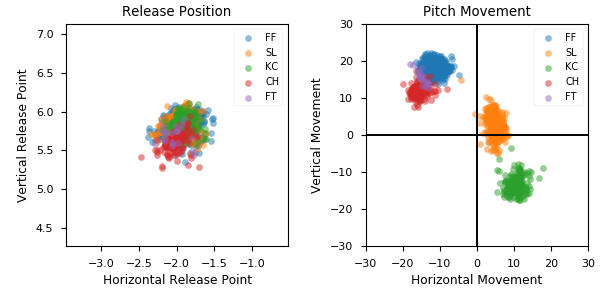 Release Position
Vertical Release Point
7.0
6.5
6.0
5.5
5.0
4.5
−3.0 −2.5 −2.0 −1.5 −1.0
Horizontal Release Point
FF
SL
KC
CH
FT
Pitch Movement
Vertical Movement
30
20
10
0
−10
−20
−30
−30 −20 −10 0 10 20 30
Horizontal Movement
FF
SL
KC
CH
FT